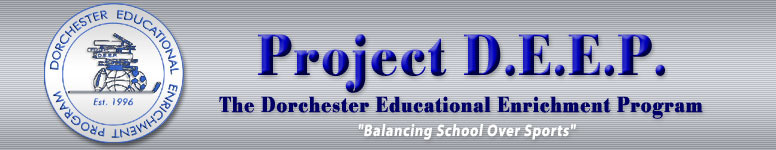 DORCHESTER EDUCATIONAL ENRICHMENT PROGRAM
D.E.E.P.
Est. 1996
Project D.E.E.P.
The Dorchester Educational Enrichment Program
"Balancing School Over Sports"